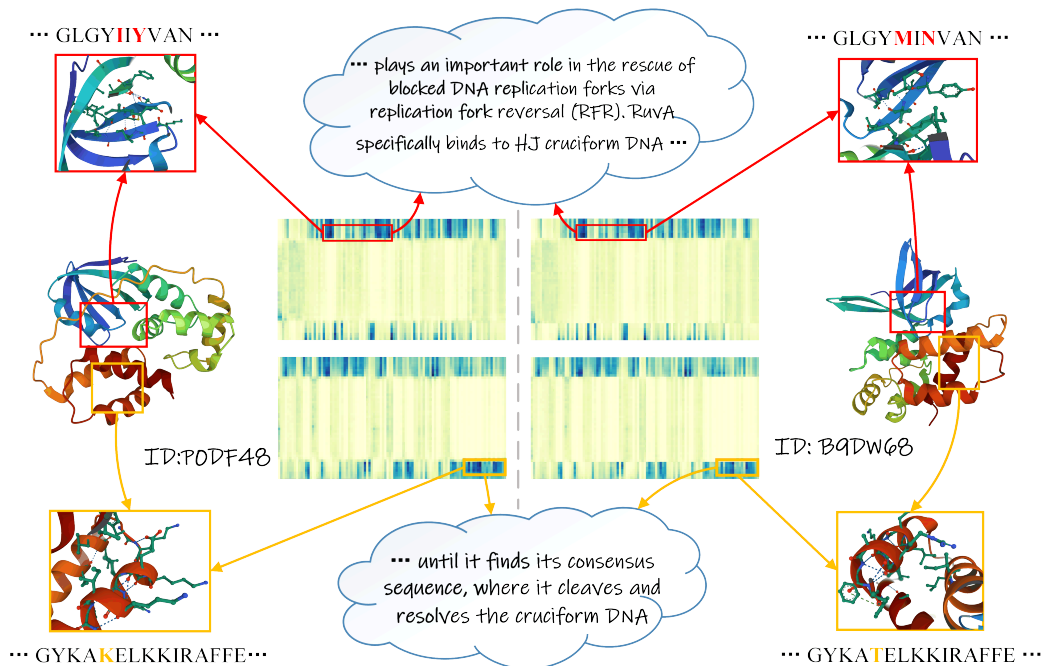 ··· GLGYIIYVAN ···
··· plays an important role in the rescue of
blocked DNA replication forks via
replication fork reversal (RFR). RuvA
specifically binds to HJ cruciform DNA ···
··· GLGYMINVAN ···
ID:P0DF48
ID: B9DW68
··· until it finds its consensus
sequence, where it cleaves and
resolves the cruciform DNA
··· GYKAKELKKIRAFFE···
··· GYKATELKKIRAFFE ···